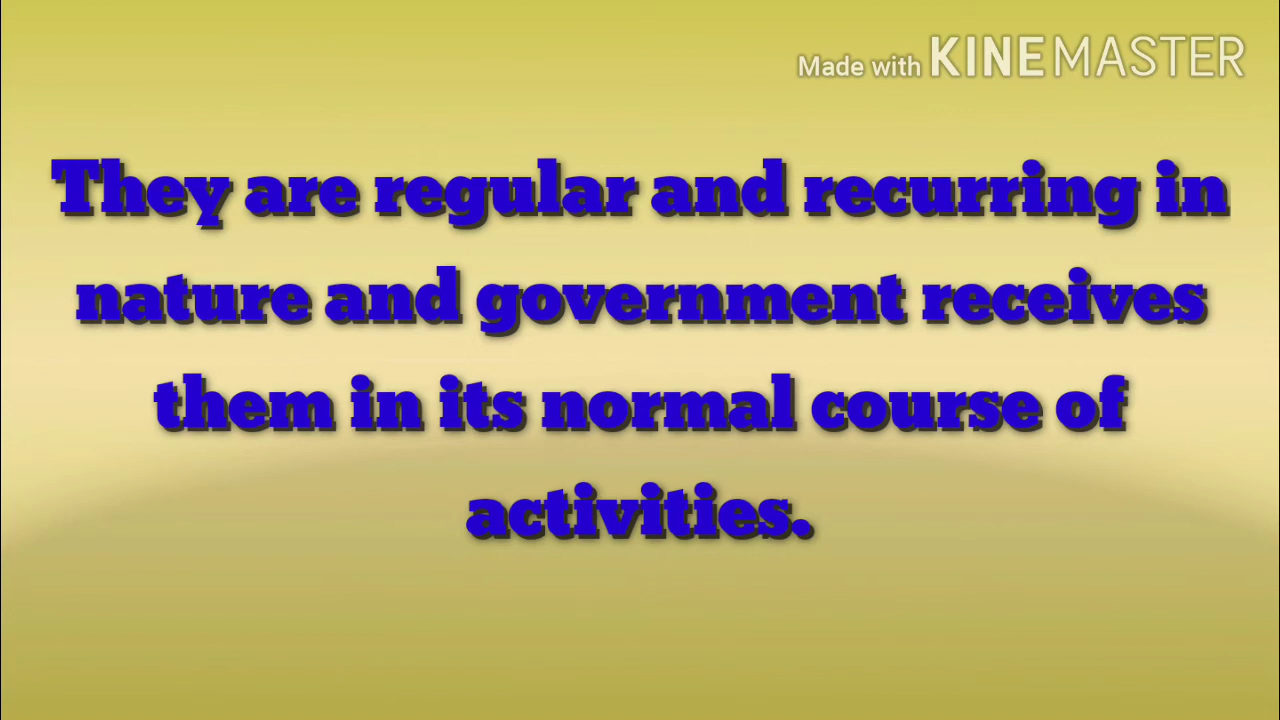 Made with KINEMASTER
They are regular and recurring in
nature and government receives
them in its normal course of
activities.